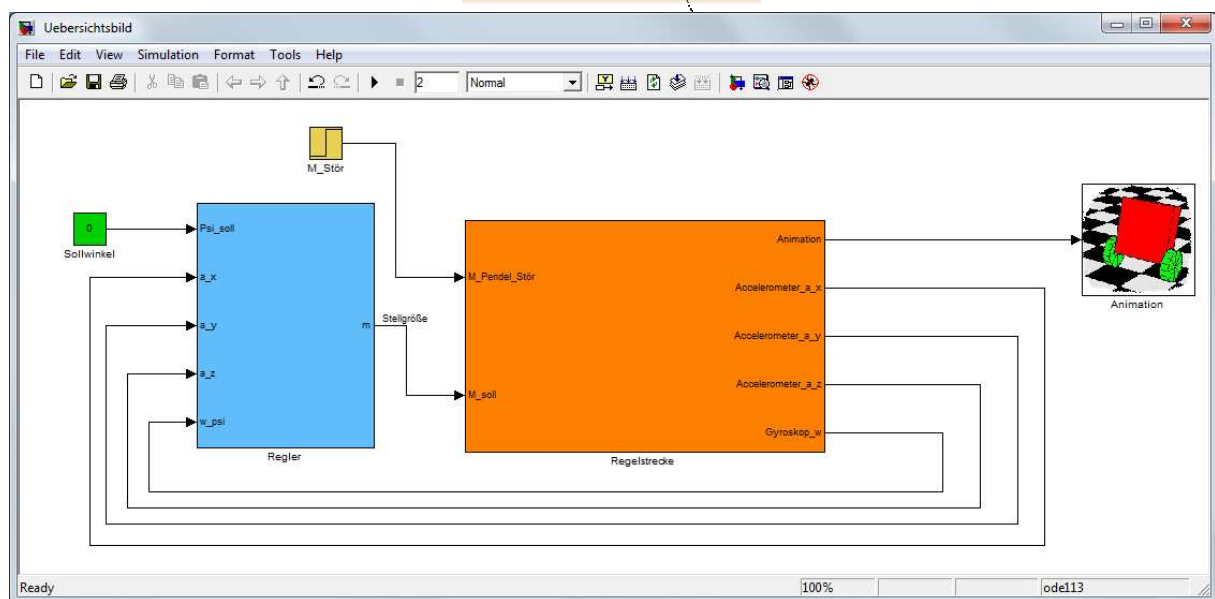 Uebersichtsbild
File Edit View Simulation Format Tools Help
2 Normal
M_Stör
0
Sollwinkel
Psi_soll
a_x
a_y
a_z
w_psi
m
Regler
Stellgröße
M_Pendel_Stör
M_soll
Animation
Accelerometer_a_x
Accelerometer_a_y
Accelerometer_a_z
Gyroskop_w
Regelstrecke
Animation
Ready 100% ode113